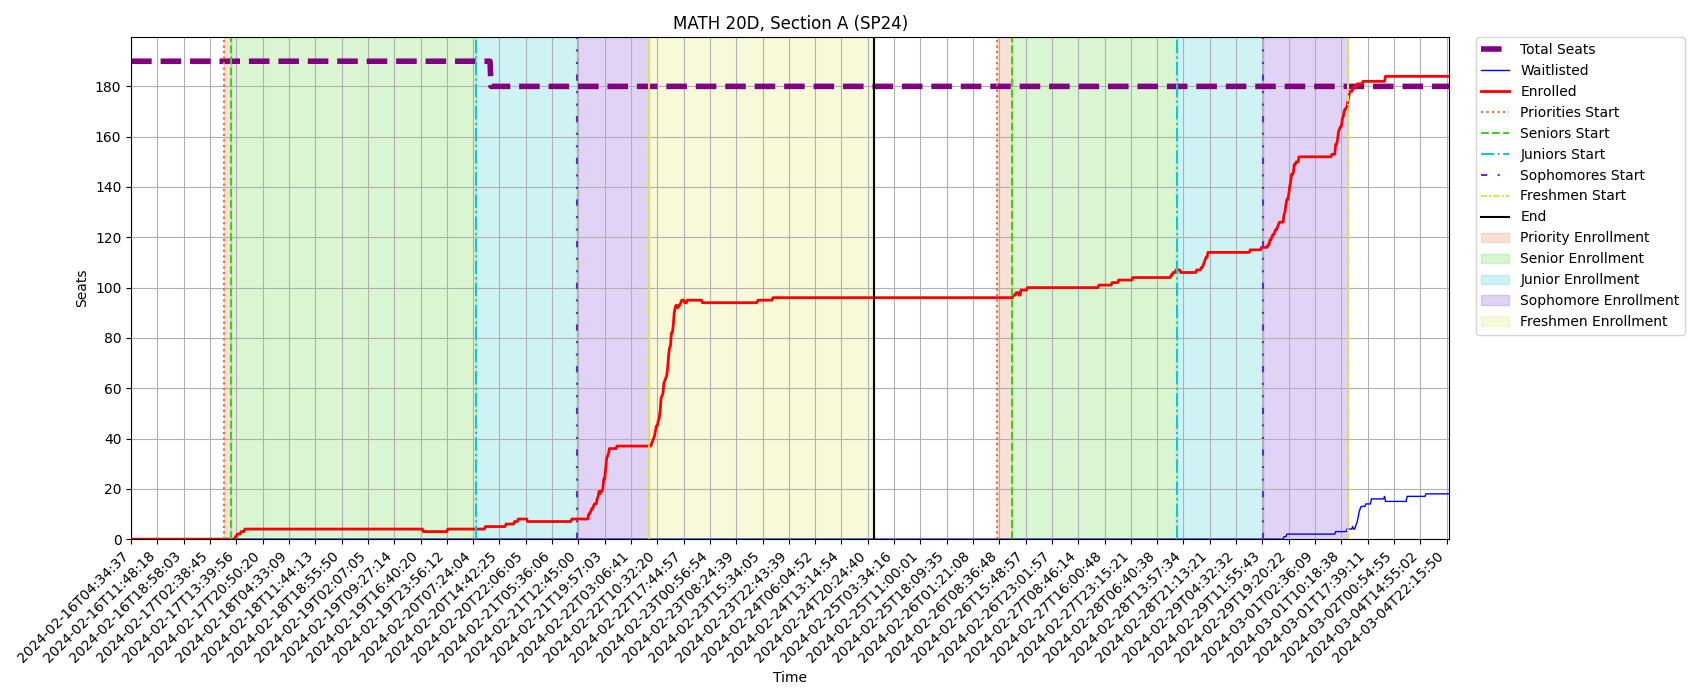 MATH 20D, Section A (SP24)
Total Seats
Waitlisted
Enrolled
Priorities Start
Seniors Start
Juniors Start
Sophomores Start
Freshmen Start
End
Priority Enrollment
Senior Enrollment
Junior Enrollment
Sophomore Enrollment
Freshmen Enrollment
Seats
180
160
140
120
100
80
60
40
20
0
2024-02-16T04:34:37
2024-02-16T11:48:18
2024-02-16T18:58:03
2024-02-17T02:38:45
2024-02-17T13:39:56
2024-02-17T20:50:20
2024-02-18T04:33:09
2024-02-18T11:44:13
2024-02-18T18:55:50
2024-02-19T02:07:05
2024-02-19T09:27:14
2024-02-19T16:40:20
2024-02-19T23:56:12
2024-02-20T07:24:04
2024-02-20T14:42:25
2024-02-20T22:06:05
2024-02-21T05:36:06
2024-02-21T12:45:00
2024-02-21T19:57:03
2024-02-22T03:06:41
2024-02-22T10:32:20
2024-02-22T17:44:57
2024-02-23T00:56:54
2024-02-23T08:24:39
2024-02-23T15:34:05
2024-02-23T22:43:39
2024-02-24T06:04:52
2024-02-24T13:14:54
2024-02-24T20:24:40
2024-02-25T03:34:16
2024-02-25T11:00:01
2024-02-25T18:09:35
2024-02-26T01:21:08
2024-02-26T08:36:48
2024-02-26T15:48:57
2024-02-26T23:01:57
2024-02-27T08:46:14
2024-02-27T16:00:48
2024-02-27T23:15:21
2024-02-28T06:40:38
2024-02-28T13:57:34
2024-02-28T21:13:21
2024-02-29T04:32:32
2024-02-29T11:55:43
2024-02-29T19:20:22
2024-03-01T02:36:09
2024-03-01T10:18:38
2024-03-01T17:39:11
2024-03-02T00:54:55
2024-03-04T14:55:02
2024-03-04T22:15:50
Time